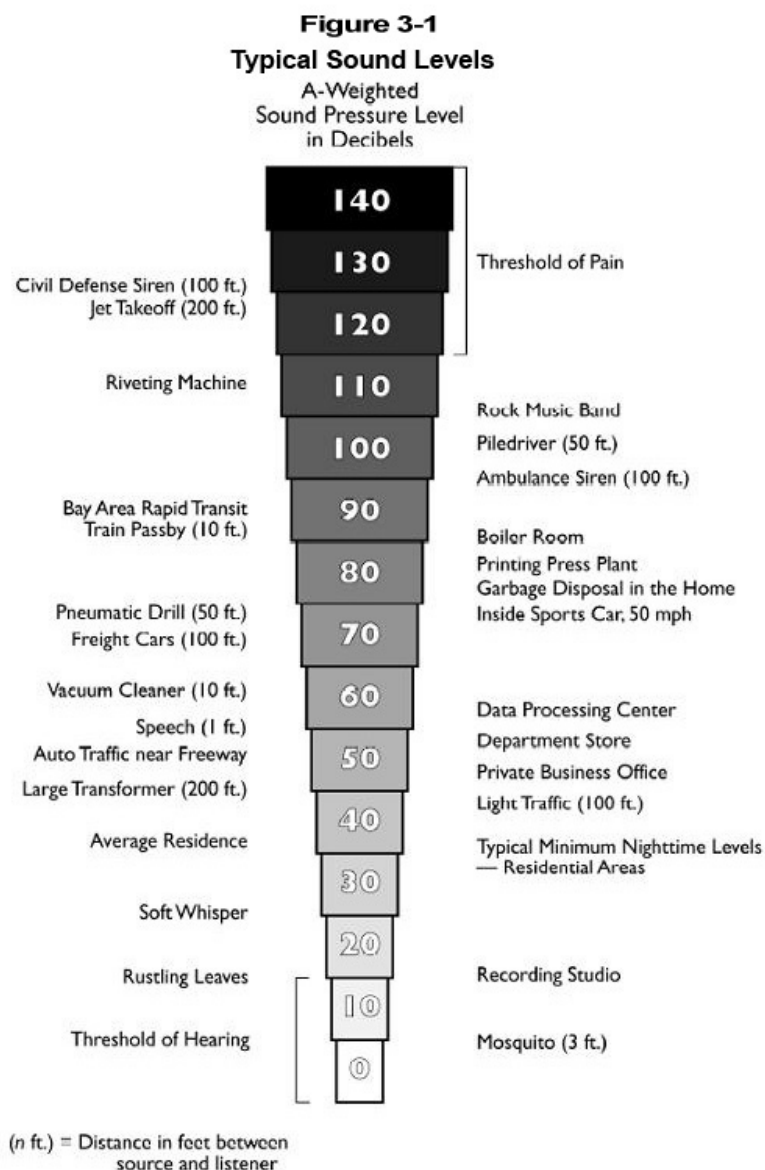 Figure 3-1
Typical Sound Levels
A-Weighted
Sound Pressure Level
in Decibels
140
130
Threshold of Pain
Civil Defense Siren (100 ft.)
Jet Takeoff (200 ft.)
120
Riveting Machine
110
Rock Music Band
Piledriver (50 ft.)
100
Ambulance Siren (100 ft.)
Bay Area Rapid Transit
Train Passby (10 ft.)
90
Boiler Room
Printing Press Plant
80
Garbage Disposal in the Home
Inside Sports Car, 50 mph
Pneumatic Drill (50 ft.)
Freight Cars (100 ft.)
70
Vacuum Cleaner (10 ft.)
60
Data Processing Center
Speech (1 ft.)
Department Store
Auto Traffic near Freeway
50
Private Business Office
Large Transformer (200 ft.)
Light Traffic (100 ft.)
40
Average Residence
Typical Minimum Nighttime Levels
— Residential Areas
30
Soft Whisper
20
Rustling Leaves
Recording Studio
10
Threshold of Hearing
Mosquito (3 ft.)
0
(n ft.) = Distance in feet between
source and listener